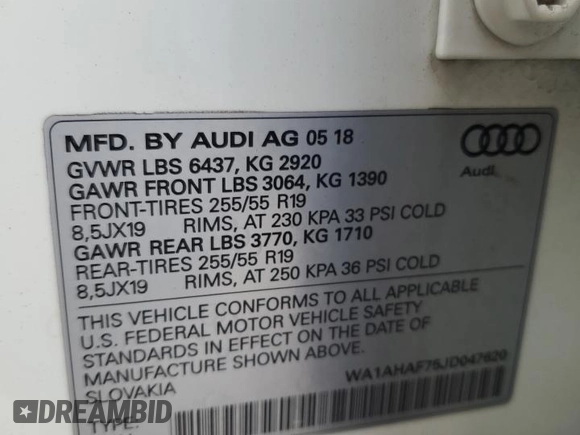 MFD. BY AUDI AG 05 18
GVWR LBS 6437, KG 2920
GAWR FRONT LBS 3064, KG 1390
FRONT-TIRES 255/55 R19
8,5JX19 RIMS, AT 230 KPA 33 PSI COLD
GAWR REAR LBS 3770, KG 1710
REAR-TIRES 255/55 R19
8,5JX19 RIMS, AT 250 KPA 36 PSI COLD
Audi
THIS VEHICLE CONFORMS TO ALL APPLICABLE
U.S. FEDERAL MOTOR VEHICLE SAFETY
STANDARDS IN EFFECT ON THE DATE OF
MANUFACTURE SHOWN ABOVE.
SLOVAKIA
WA1AHAF75JD047620
DREAMBID